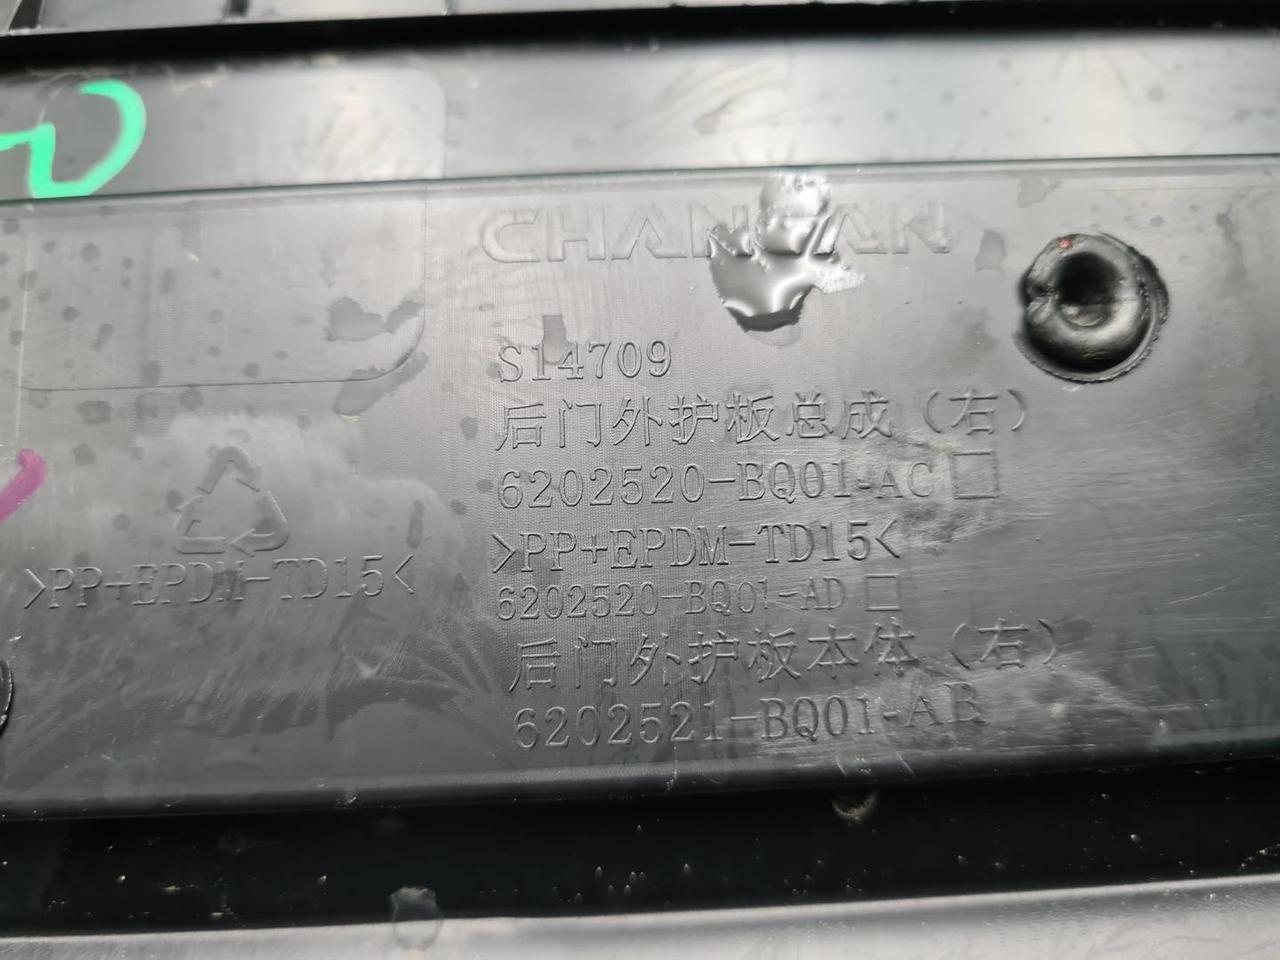 CHANGAN
S14709
后门外护板总成（右）
6202520-BQ01-AC□
>PP+EPDM-TD15<
>PP+EPDM-TD15<
6202520-BQ01-AD□
后门外护板本体（右）
6202521-BQ01-AB